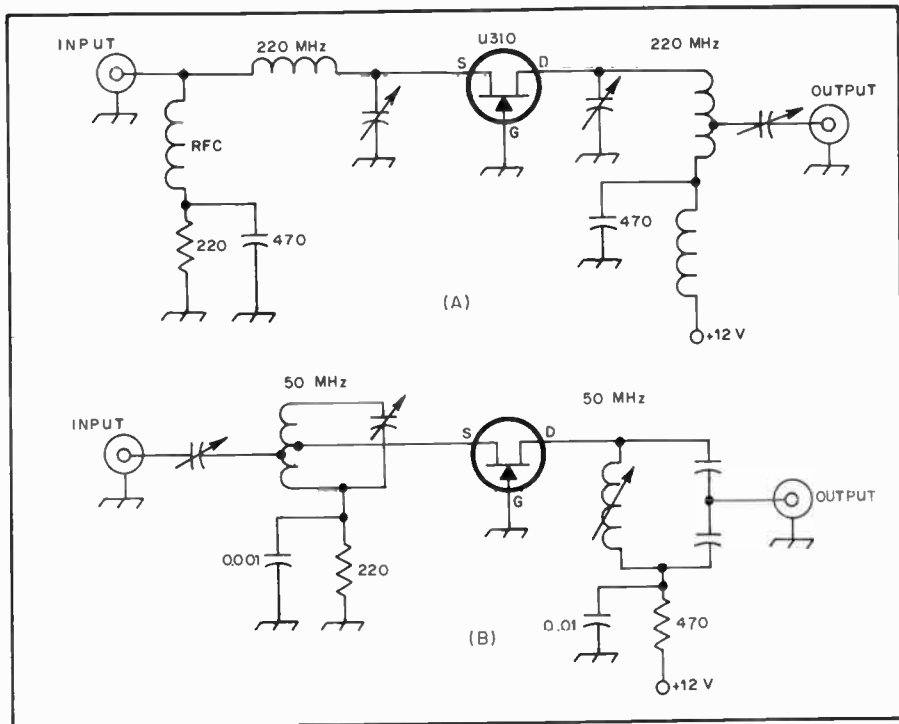 INPUT
220 MHz
U310
220 MHz
S
D
G
OUTPUT
RFC
220
470
470
(A)
+12 V
50 MHz
50 MHz
INPUT
S
D
G
OUTPUT
0.001
220
0.01
470
(B)
+12 V